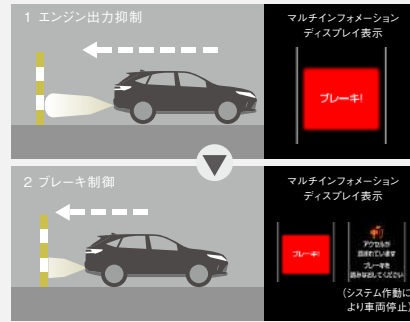 1 エンジン出力抑制
マルチインフォメーション
ディスプレイ表示
ブレーキ!
2 ブレーキ制御
マルチインフォメーション
ディスプレイ表示
ブレーキ!
アクセルが
踏まれています
ブレーキを
踏み直してください
(システム作動に
より車両停止)